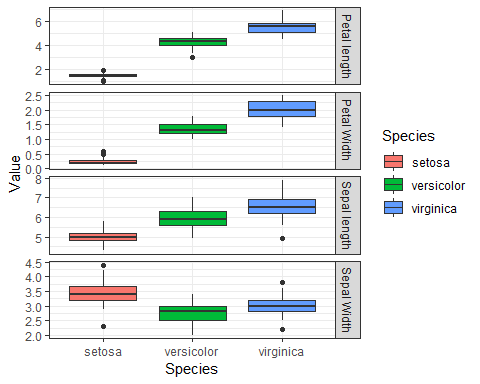 Value
6
4
2
Petal length
2.5
2.0
1.5
1.0
0.5
0.0
Petal Width
8
7
6
5
Sepal length
4.5
4.0
3.5
3.0
2.5
2.0
Sepal Width
setosa versicolor virginica
Species
Species
setosa
versicolor
virginica